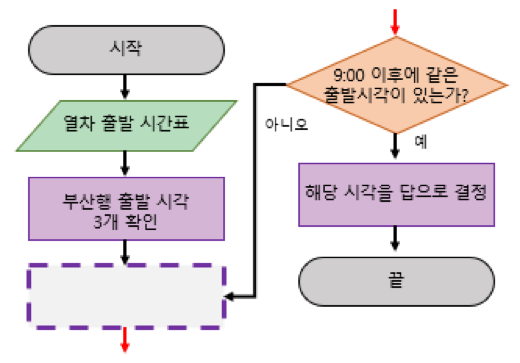 시작
열차 출발 시간표
부산행 출발 시각
3개 확인
9:00 이후에 같은
출발시각이 있는가?
아니오
예
해당 시각을 답으로 결정
끝